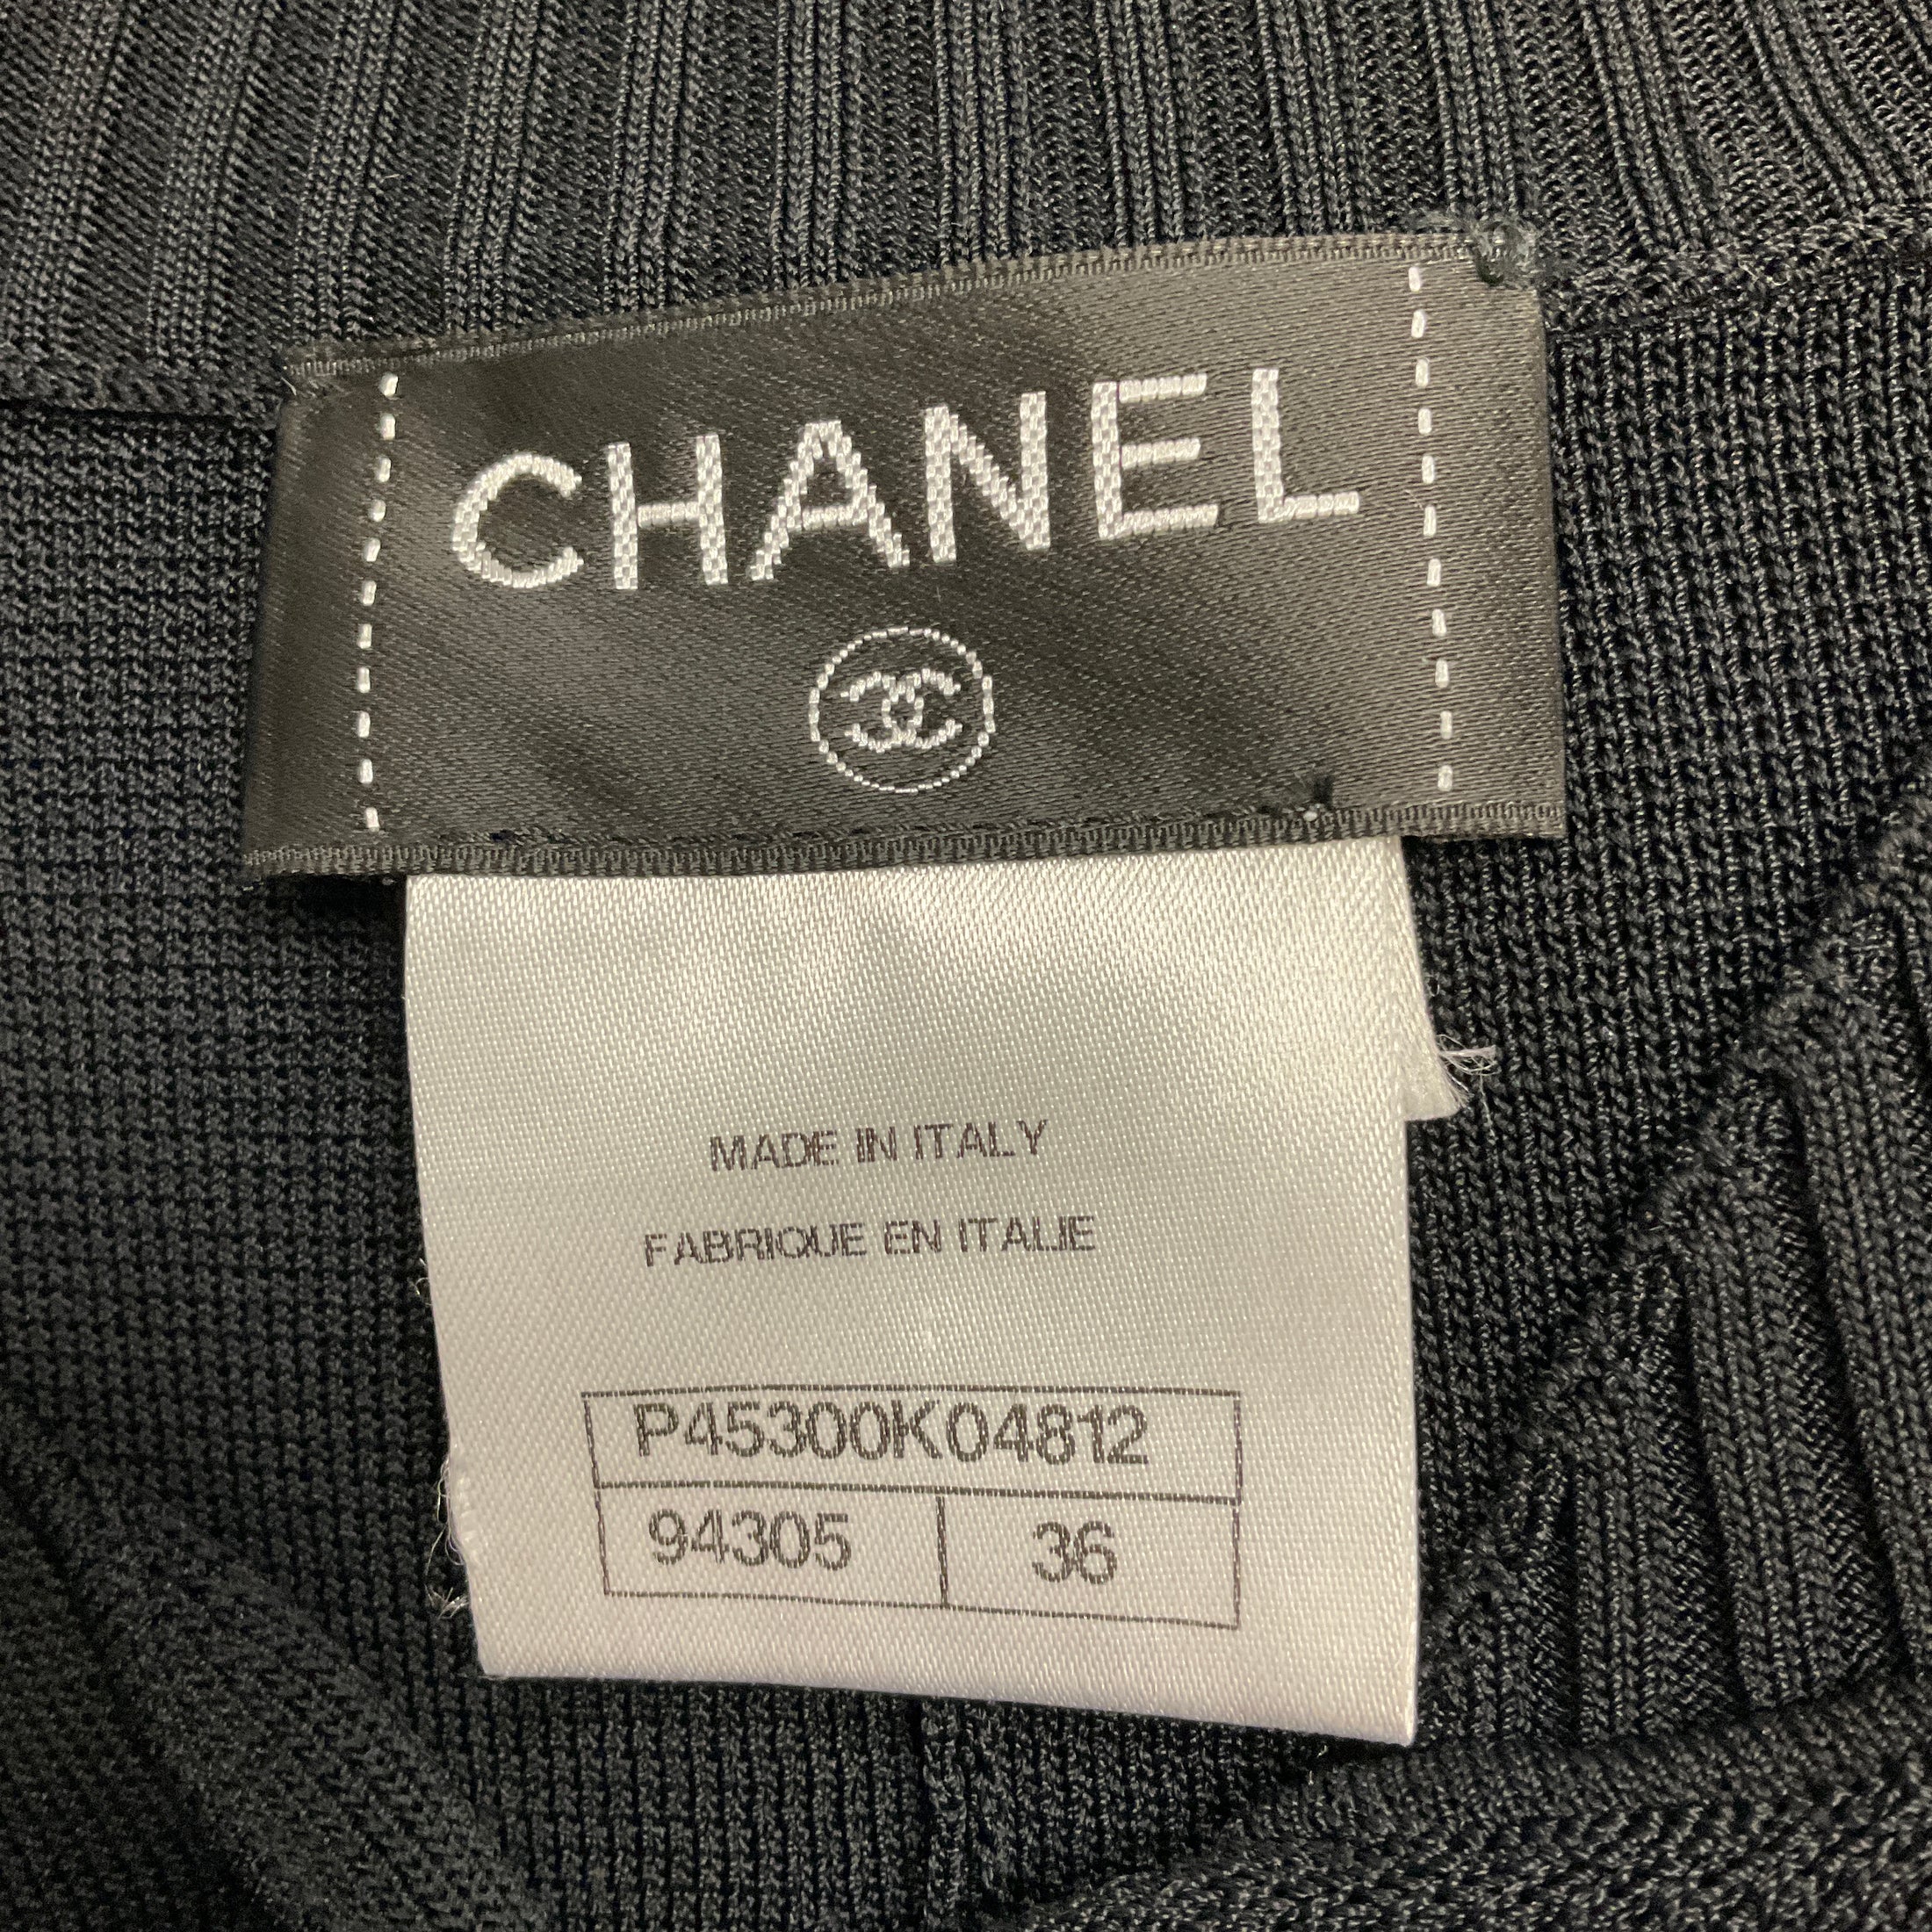 CHANEL
MADE IN ITALY
FABRIQUE EN ITALIE
P45300K04812
94305 36